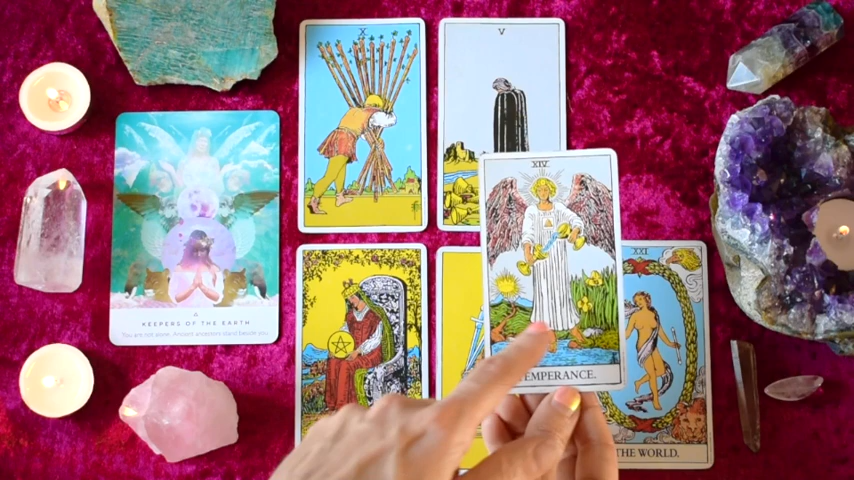 X
V
XIV
XXI
KEEPERS OF THE EARTH
You are not alone. Ancient ancestors stand beside you.
TEMPERANCE.
THE WORLD.